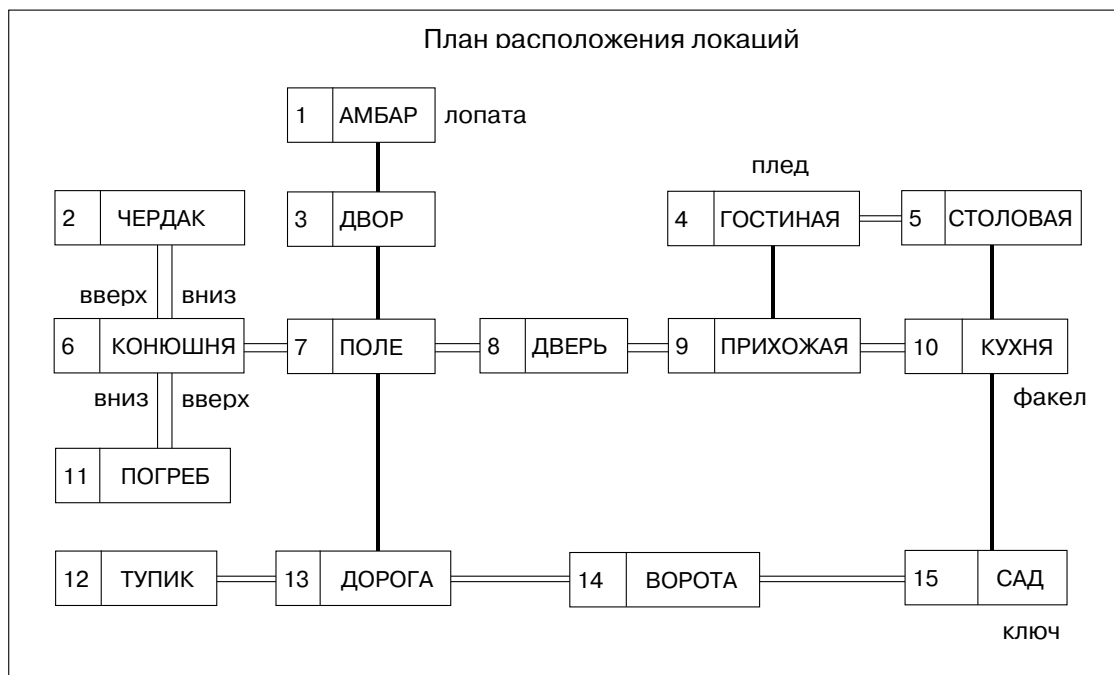 План расположения локаций
1 АМБАР лопата
плед
2 ЧЕРДАК 3 ДВОР 4 ГОСТИНАЯ 5 СТОЛОВАЯ
вверх вниз
6 КОНЮШНЯ 7 ПОЛЕ 8 ДВЕРЬ 9 ПРИХОЖАЯ 10 КУХНЯ
вниз вверх факел
11 ПОГРЕБ
12 ТУПИК 13 ДОРОГА 14 ВОРОТА 15 САД
ключ